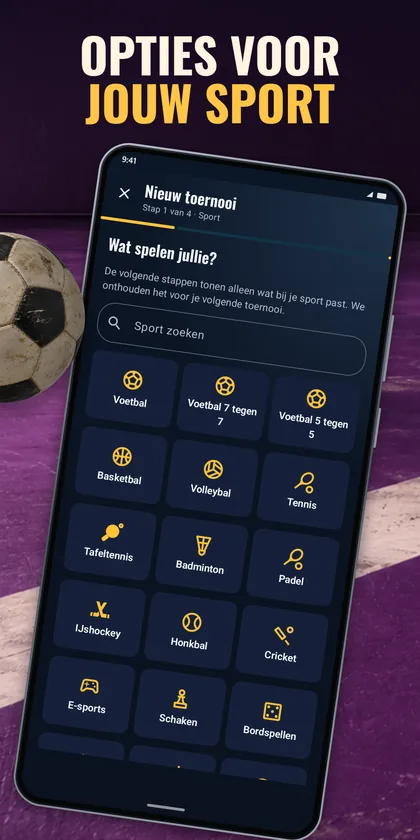 OPTIES VOOR
JOUW SPORT
9:41
Nieuw toernooi
Stap 1 van 4 · Sport
Wat spelen jullie?
De volgende stappen tonen alleen wat bij je sport past. We
onthouden het voor je volgende toernooi.
Sport zoeken
Voetbal
Voetbal 7 tegen
7
Voetbal 5 tegen
5
Basketbal
Volleybal
Tennis
Tafeltennis
Badminton
Padel
IJshockey
Honkbal
Cricket
E-sports
Schaken
Bordspellen